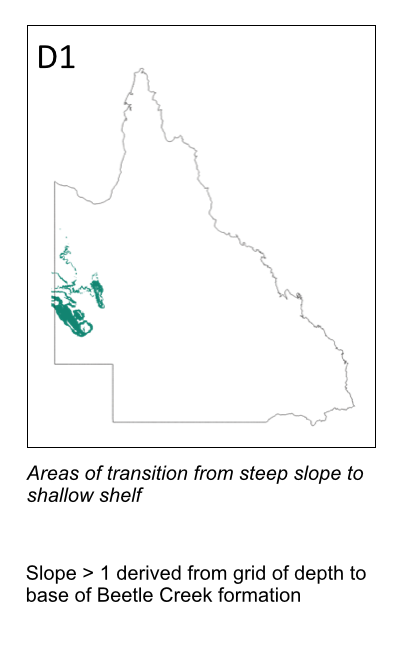 D1
Areas of transition from steep slope to
shallow shelf
Slope > 1 derived from grid of depth to
base of Beetle Creek formation